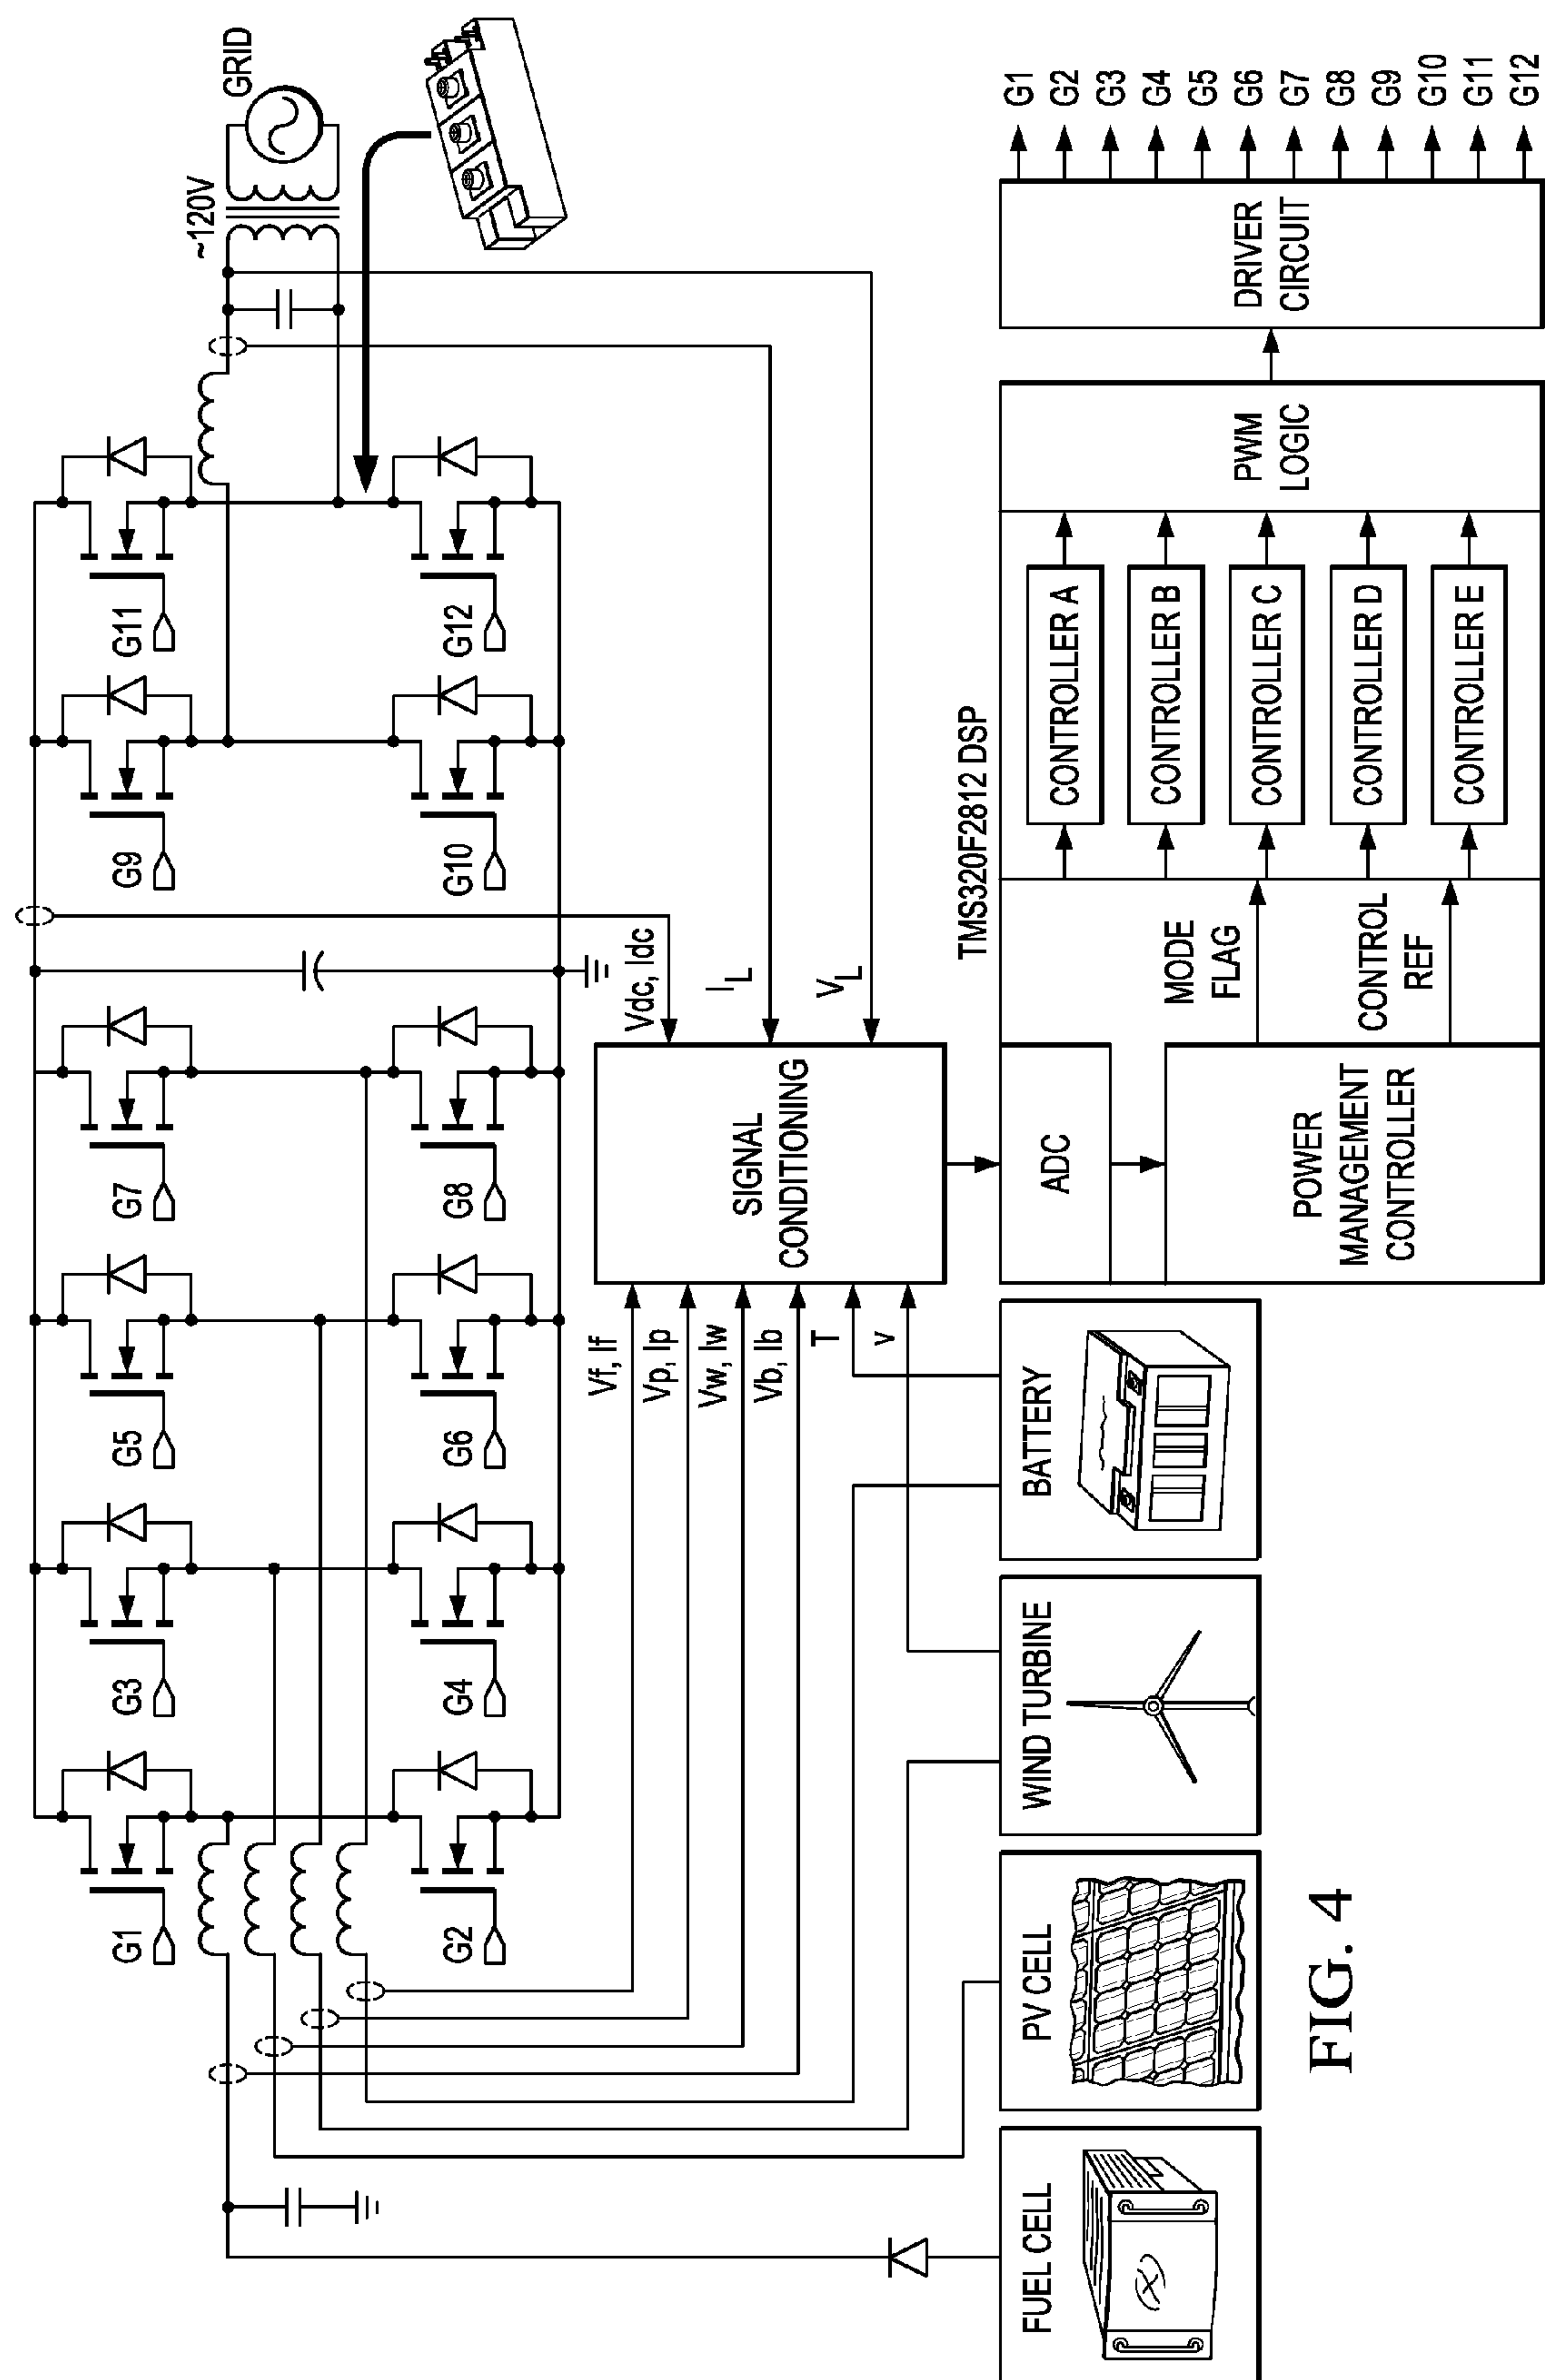 G1
G3
G5
G7
G9
G11
G2
G4
G6
G8
G10
G12
~120V
GRID
Vf, If
Vp, Ip
Vw, Iw
Vb, Ib
T
v
SIGNAL
CONDITIONING
Vdc, Idc
IL
VL
TMS320F2812 DSP
FUEL CELL
PV CELL
WIND TURBINE
BATTERY
ADC
POWER
MANAGEMENT
CONTROLLER
MODE
FLAG
CONTROL
REF
CONTROLLER A
CONTROLLER B
CONTROLLER C
CONTROLLER D
CONTROLLER E
PWM
LOGIC
DRIVER
CIRCUIT
G1
G2
G3
G4
G5
G6
G7
G8
G9
G10
G11
G12
FIG. 4